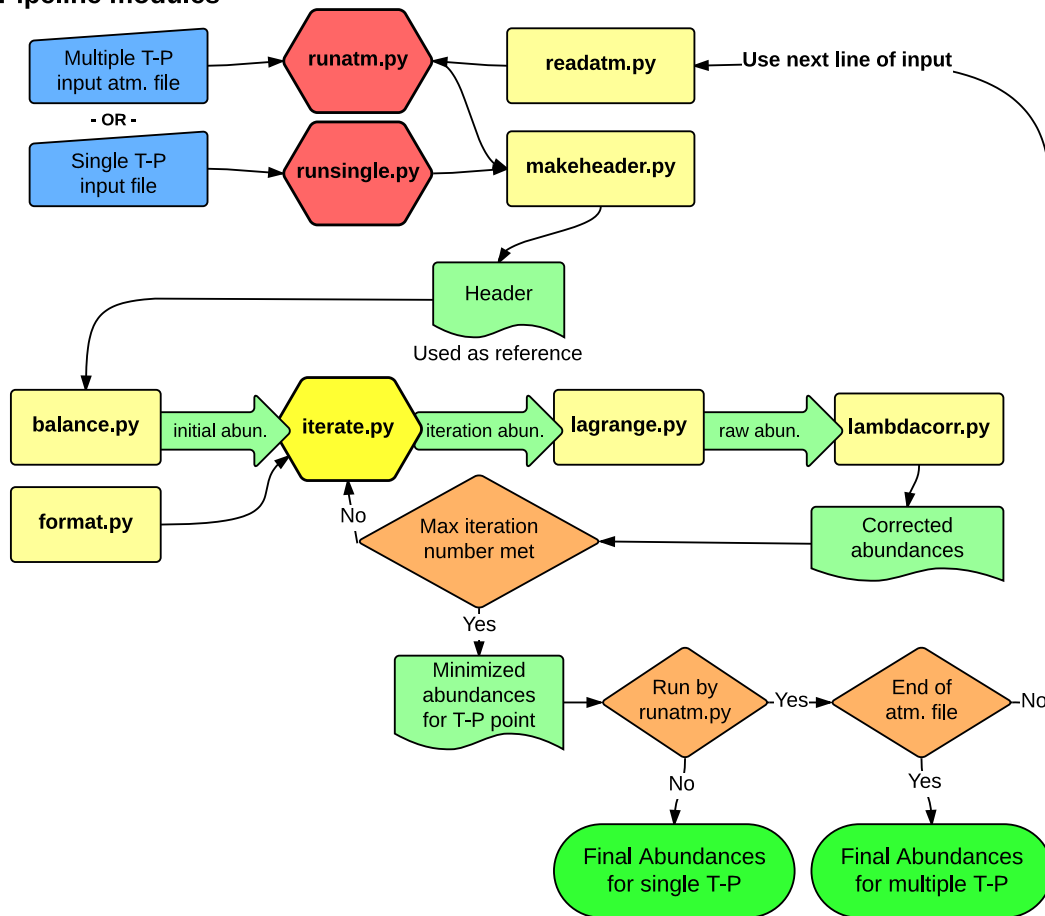 Pipeline modules
Multiple T-P
input atm. file
runatm.py
readatm.py
Use next line of input
- OR -
Single T-P
input file
runsingle.py
makeheader.py
Header
Used as reference
balance.py
initial abun.
iterate.py
iteration abun.
lagrange.py
raw abun.
lambdacorr.py
format.py
No
Max iteration
number met
Corrected
abundances
Yes
Minimized
abundances
for T-P point
Run by
runatm.py
Yes
End of
atm. file
No
No
Yes
Final Abundances
for single T-P
Final Abundances
for multiple T-P